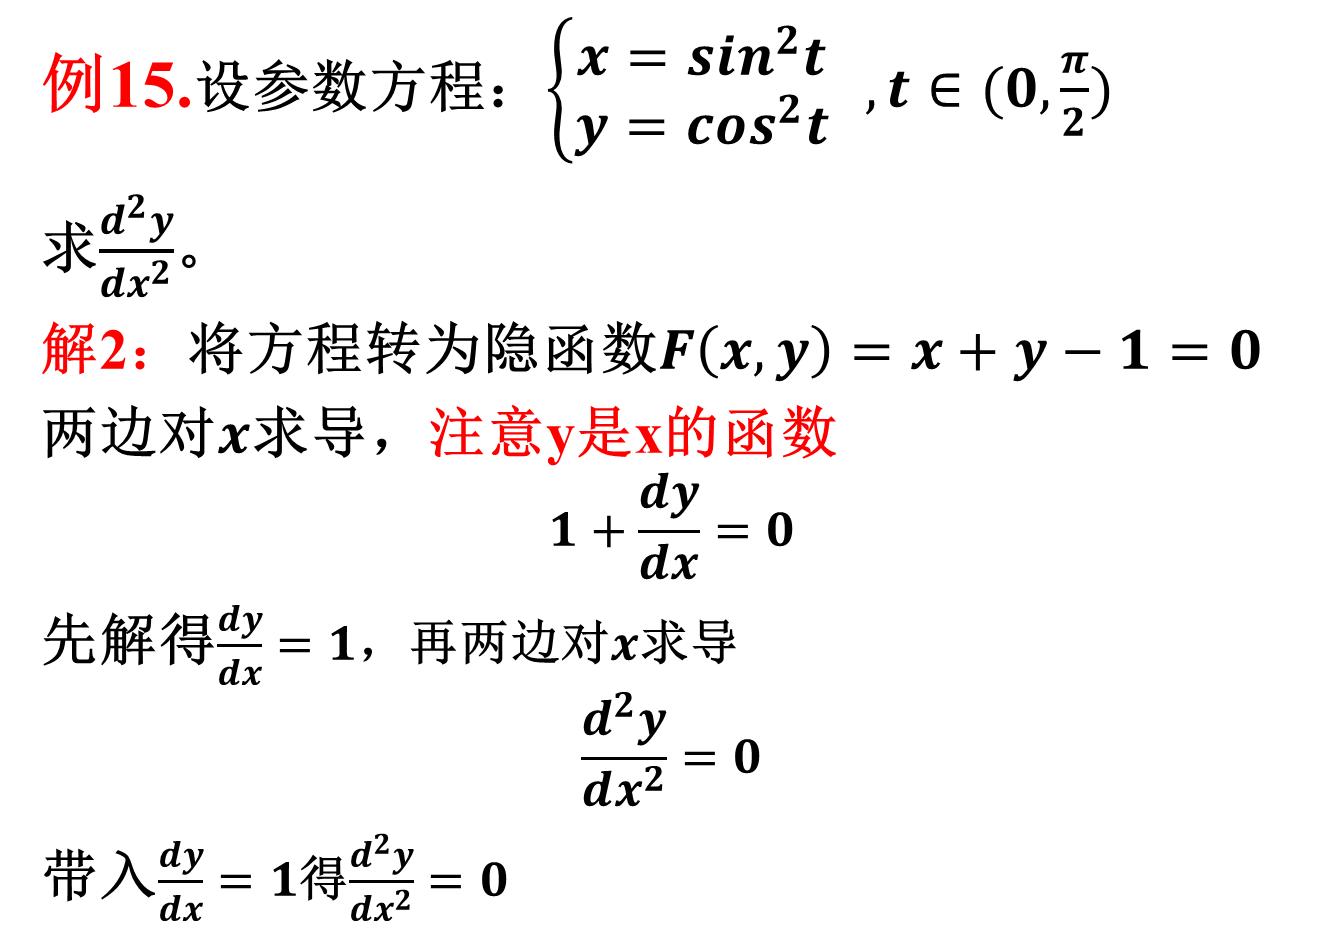 例15.设参数方程：{x = sin²t y = cos²t , t ∈ (0, π/2)
求d²y/dx²。
解2：将方程转为隐函数F(x, y) = x + y − 1 = 0
两边对x求导，注意y是x的函数
1 + dy/dx = 0
先解得dy/dx = 1，再两边对x求导
d²y/dx² = 0
带入dy/dx = 1得d²y/dx² = 0